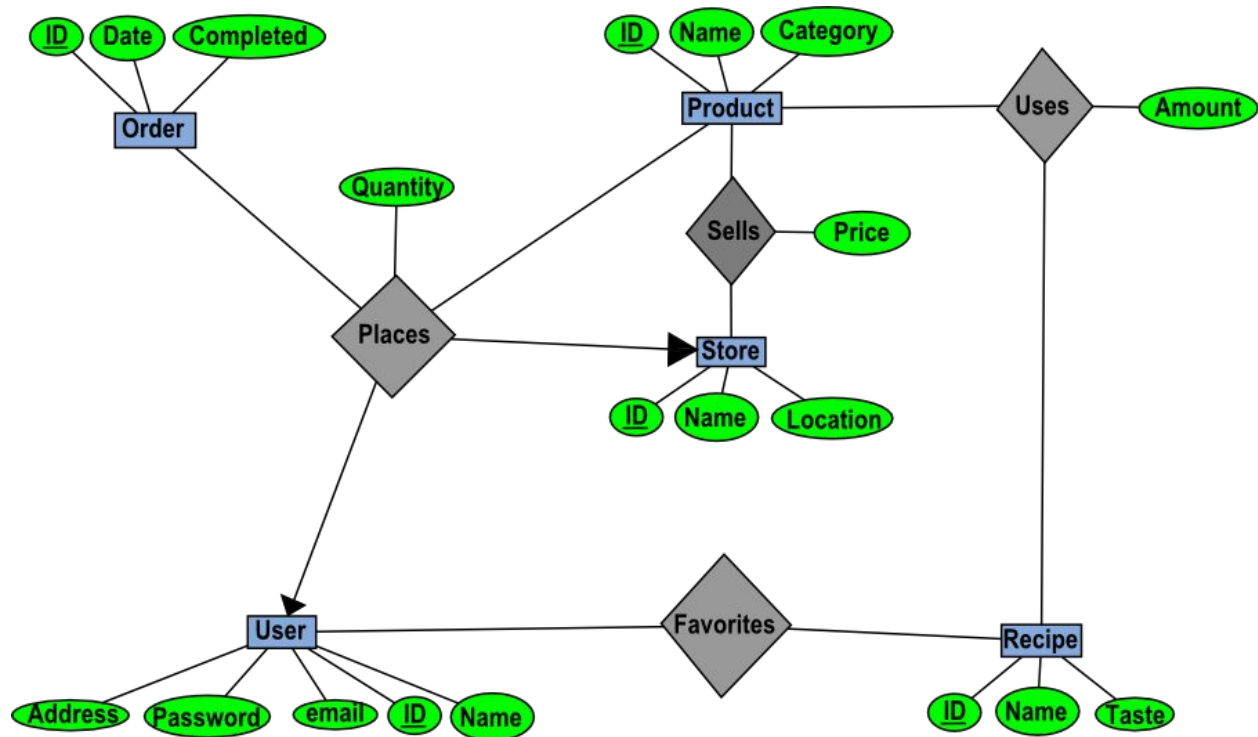 ID
Date
Completed
Order
ID
Name
Category
Product
Uses
Amount
Quantity
Sells
Price
Places
Store
ID
Name
Location
User
Favorites
Recipe
Address
Password
email
ID
Name
ID
Name
Taste